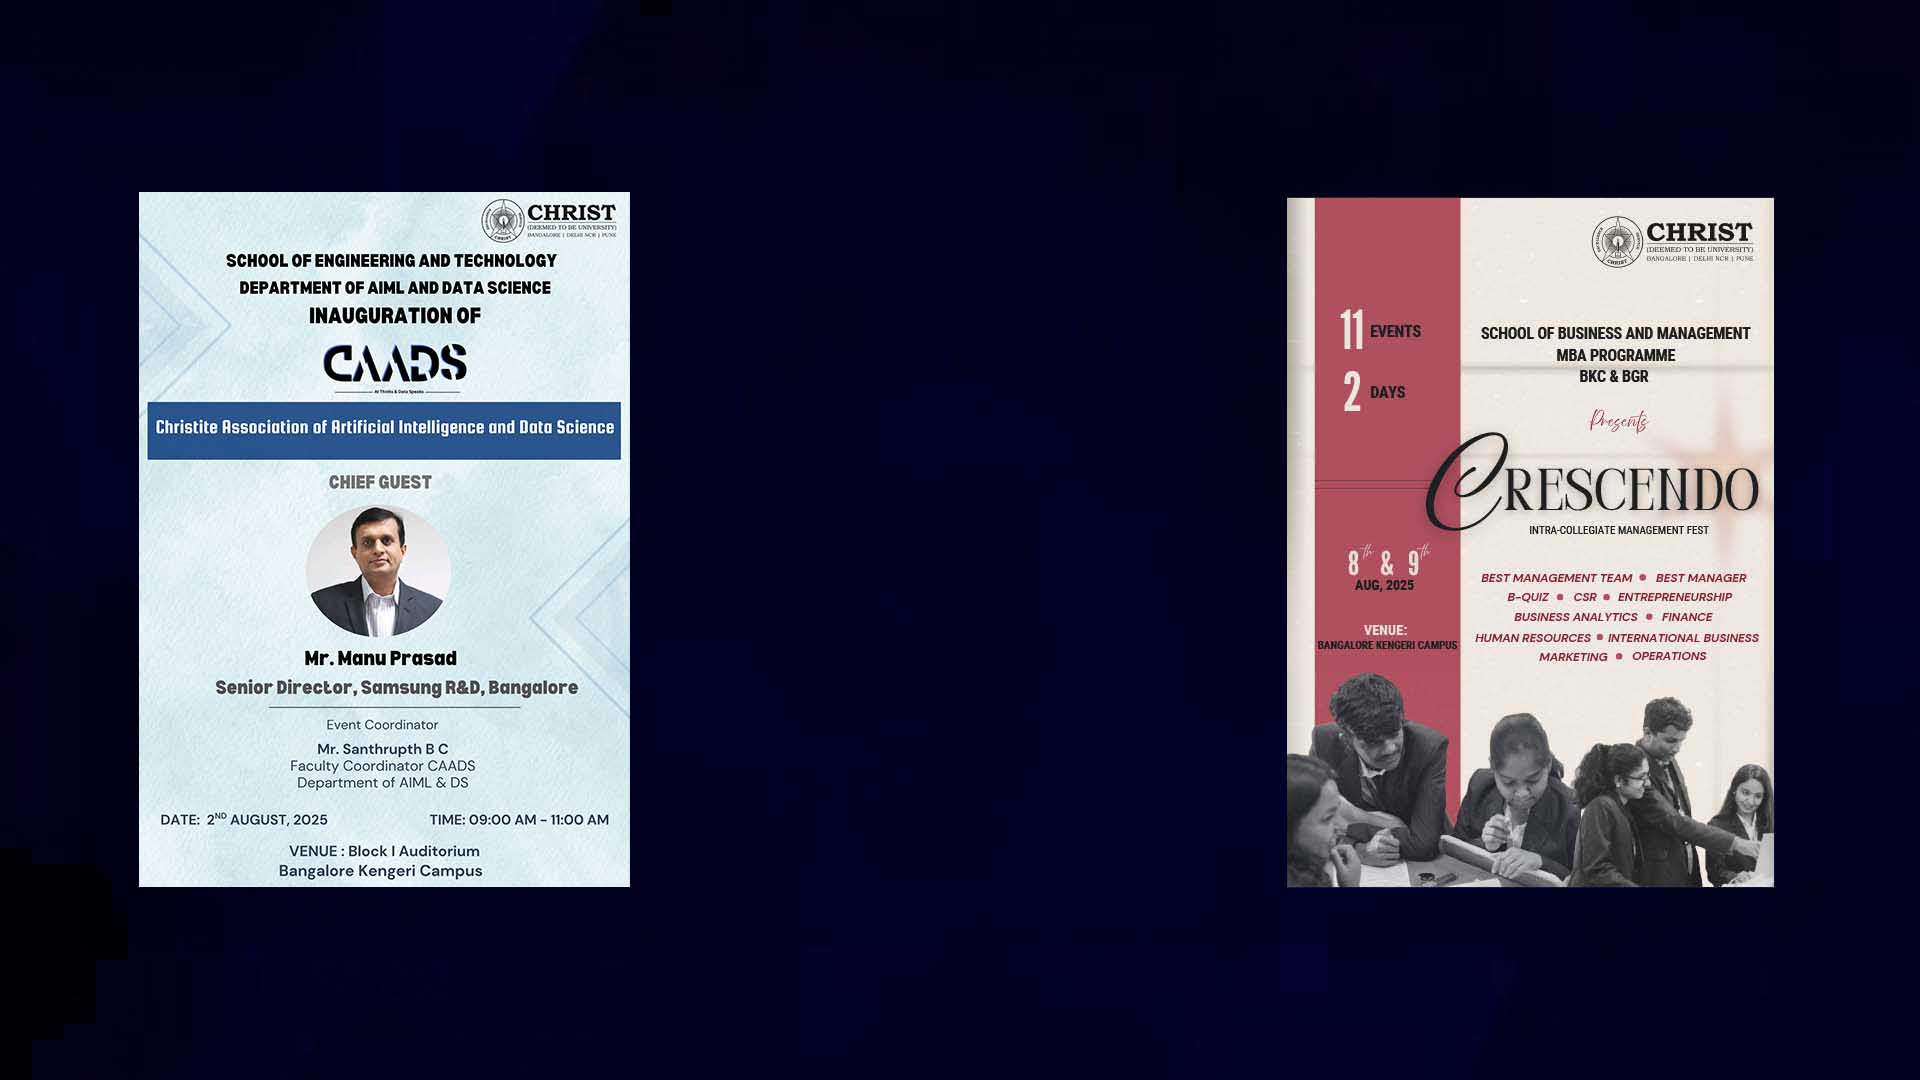 CHRIST
(DEEMED TO BE UNIVERSITY)
BANGALORE | DELHI NCR | PUNE
SCHOOL OF ENGINEERING AND TECHNOLOGY
DEPARTMENT OF AIML AND DATA SCIENCE
INAUGURATION OF
CAADS
AI Thinks & Data Speaks
Christite Association of Artificial Intelligence and Data Science
CHIEF GUEST
Mr. Manu Prasad
Senior Director, Samsung R&D, Bangalore
Event Coordinator
Mr. Santhrupth B C
Faculty Coordinator CAADS
Department of AIML & DS
DATE: 2ND AUGUST, 2025
TIME: 09:00 AM - 11:00 AM
VENUE : Block I Auditorium
Bangalore Kengeri Campus
CHRIST
(DEEMED TO BE UNIVERSITY)
BANGALORE | DELHI NCR | PUNE
11 EVENTS
2 DAYS
8th & 9th
AUG, 2025
VENUE:
BANGALORE KENGERI CAMPUS
SCHOOL OF BUSINESS AND MANAGEMENT
MBA PROGRAMME
BKC & BGR
Presents
CRESCENDO
INTRA-COLLEGIATE MANAGEMENT FEST
BEST MANAGEMENT TEAM • BEST MANAGER
B-QUIZ • CSR • ENTREPRENEURSHIP
BUSINESS ANALYTICS • FINANCE
HUMAN RESOURCES • INTERNATIONAL BUSINESS
MARKETING • OPERATIONS